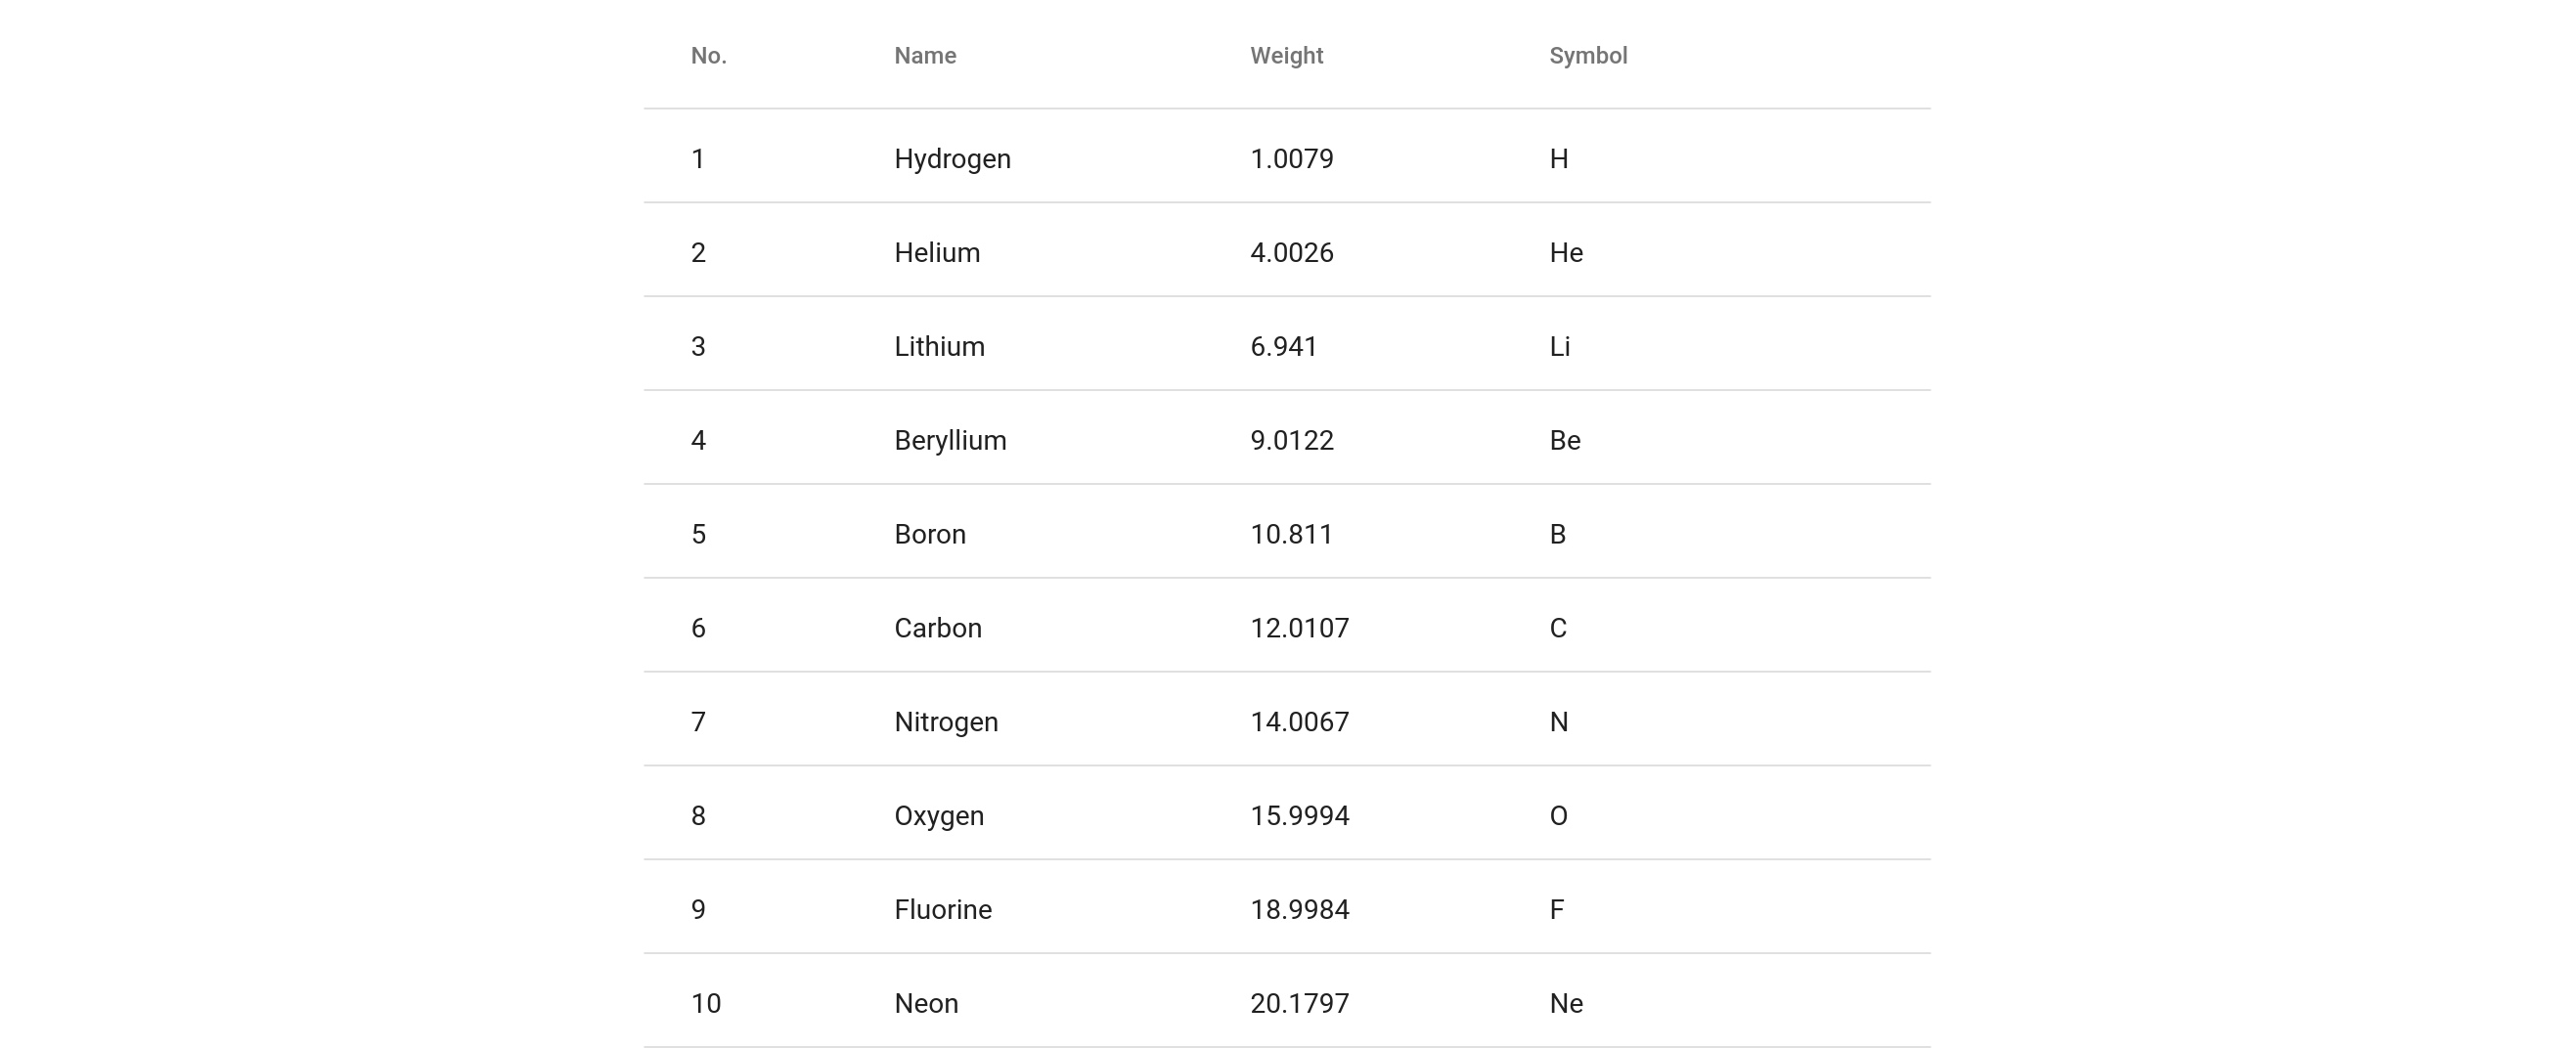 No. Name Weight Symbol
1 Hydrogen 1.0079 H
2 Helium 4.0026 He
3 Lithium 6.941 Li
4 Beryllium 9.0122 Be
5 Boron 10.811 B
6 Carbon 12.0107 C
7 Nitrogen 14.0067 N
8 Oxygen 15.9994 O
9 Fluorine 18.9984 F
10 Neon 20.1797 Ne